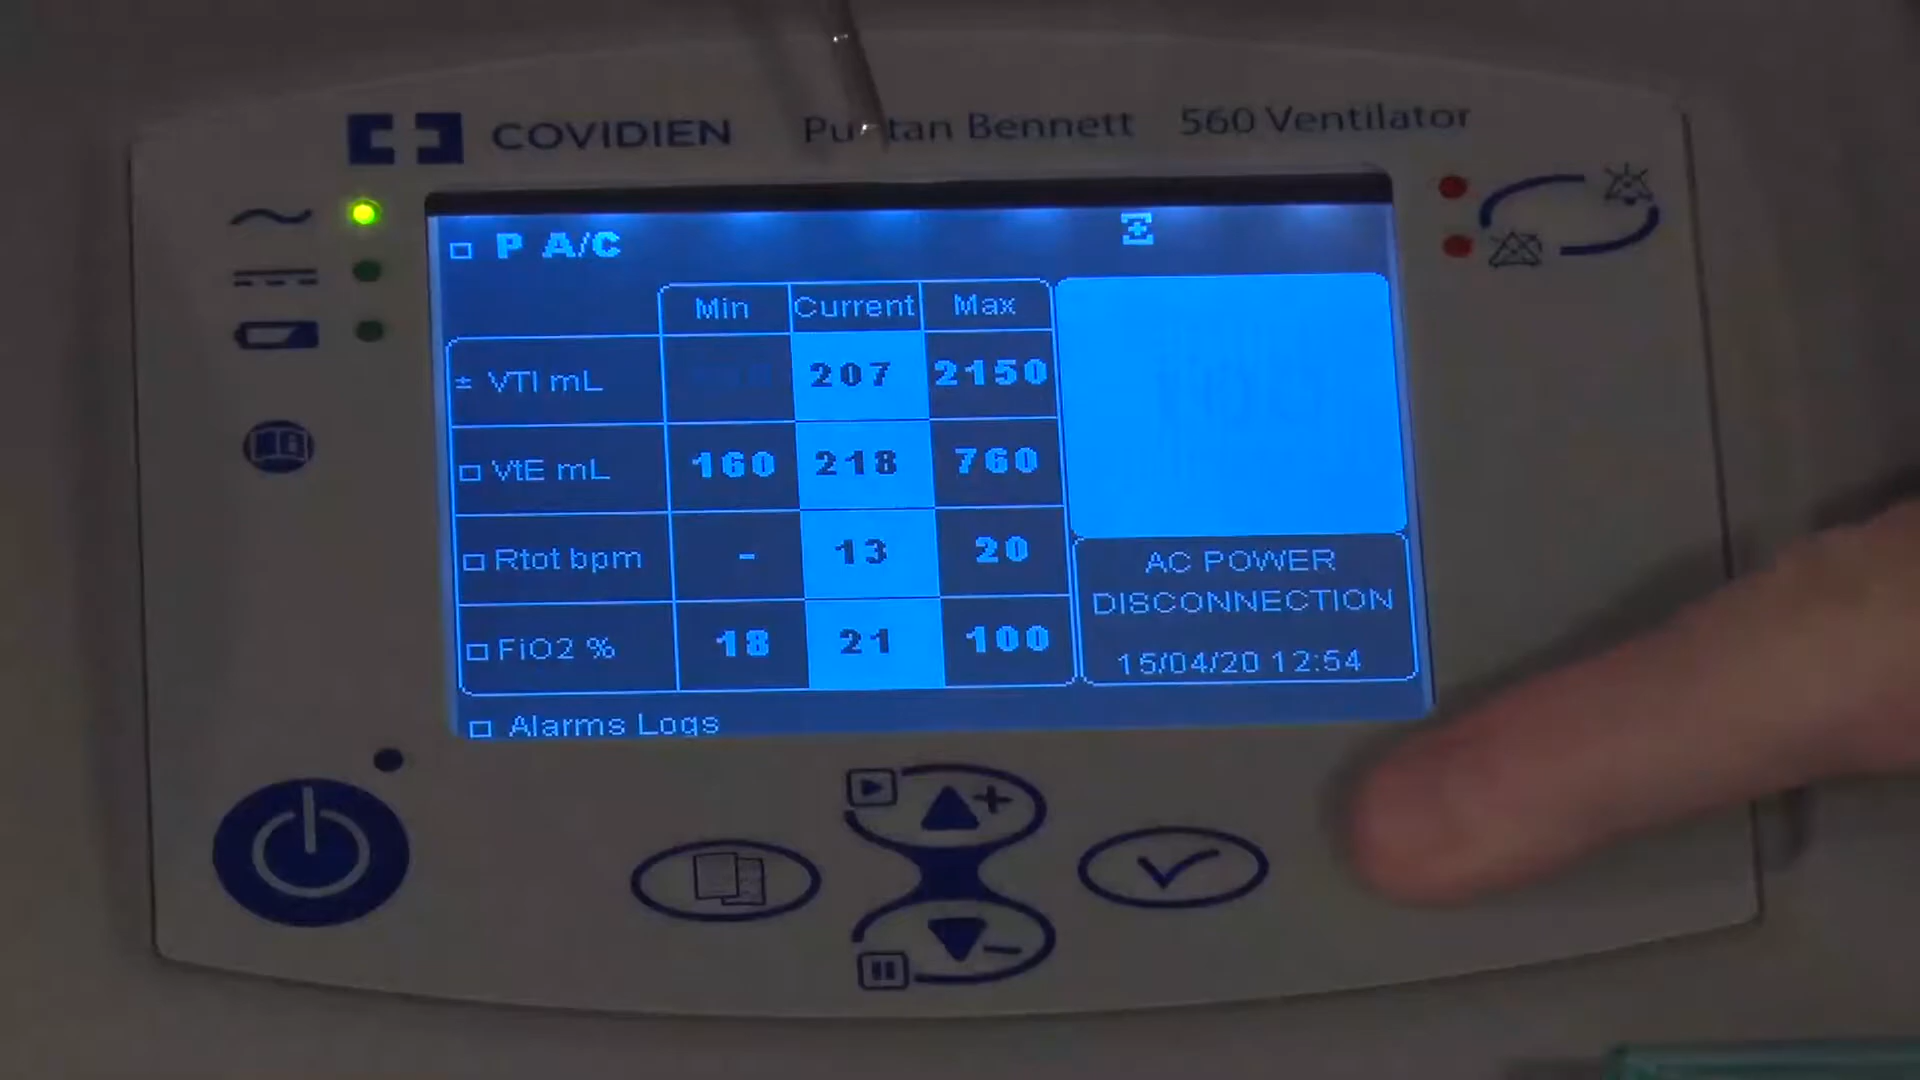 COVIDIEN Puritan Bennett 560 Ventilator
P A/C
Min Current Max
± VTI mL 207 2150
VtE mL 160 218 760
Rtot bpm - 13 20
FiO2 % 18 21 100
AC POWER
DISCONNECTION
15/04/20 12:54
Alarms Logs